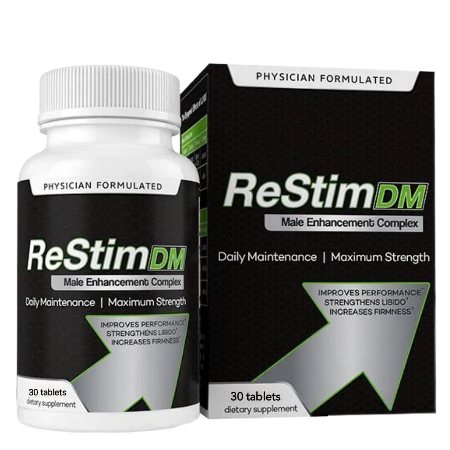 PHYSICIAN FORMULATED
ReStimDM
Male Enhancement Complex
Daily Maintenance | Maximum Strength
IMPROVES PERFORMANCE*
STRENGTHENS LIBIDO*
INCREASES FIRMNESS*
30 tablets
dietary supplement
PHYSICIAN FORMULATED
ReStimDM
Male Enhancement Complex
Daily Maintenance | Maximum Strength
IMPROVES PERFORMANCE*
STRENGTHENS LIBIDO*
INCREASES FIRMNESS*
30 tablets
dietary supplement